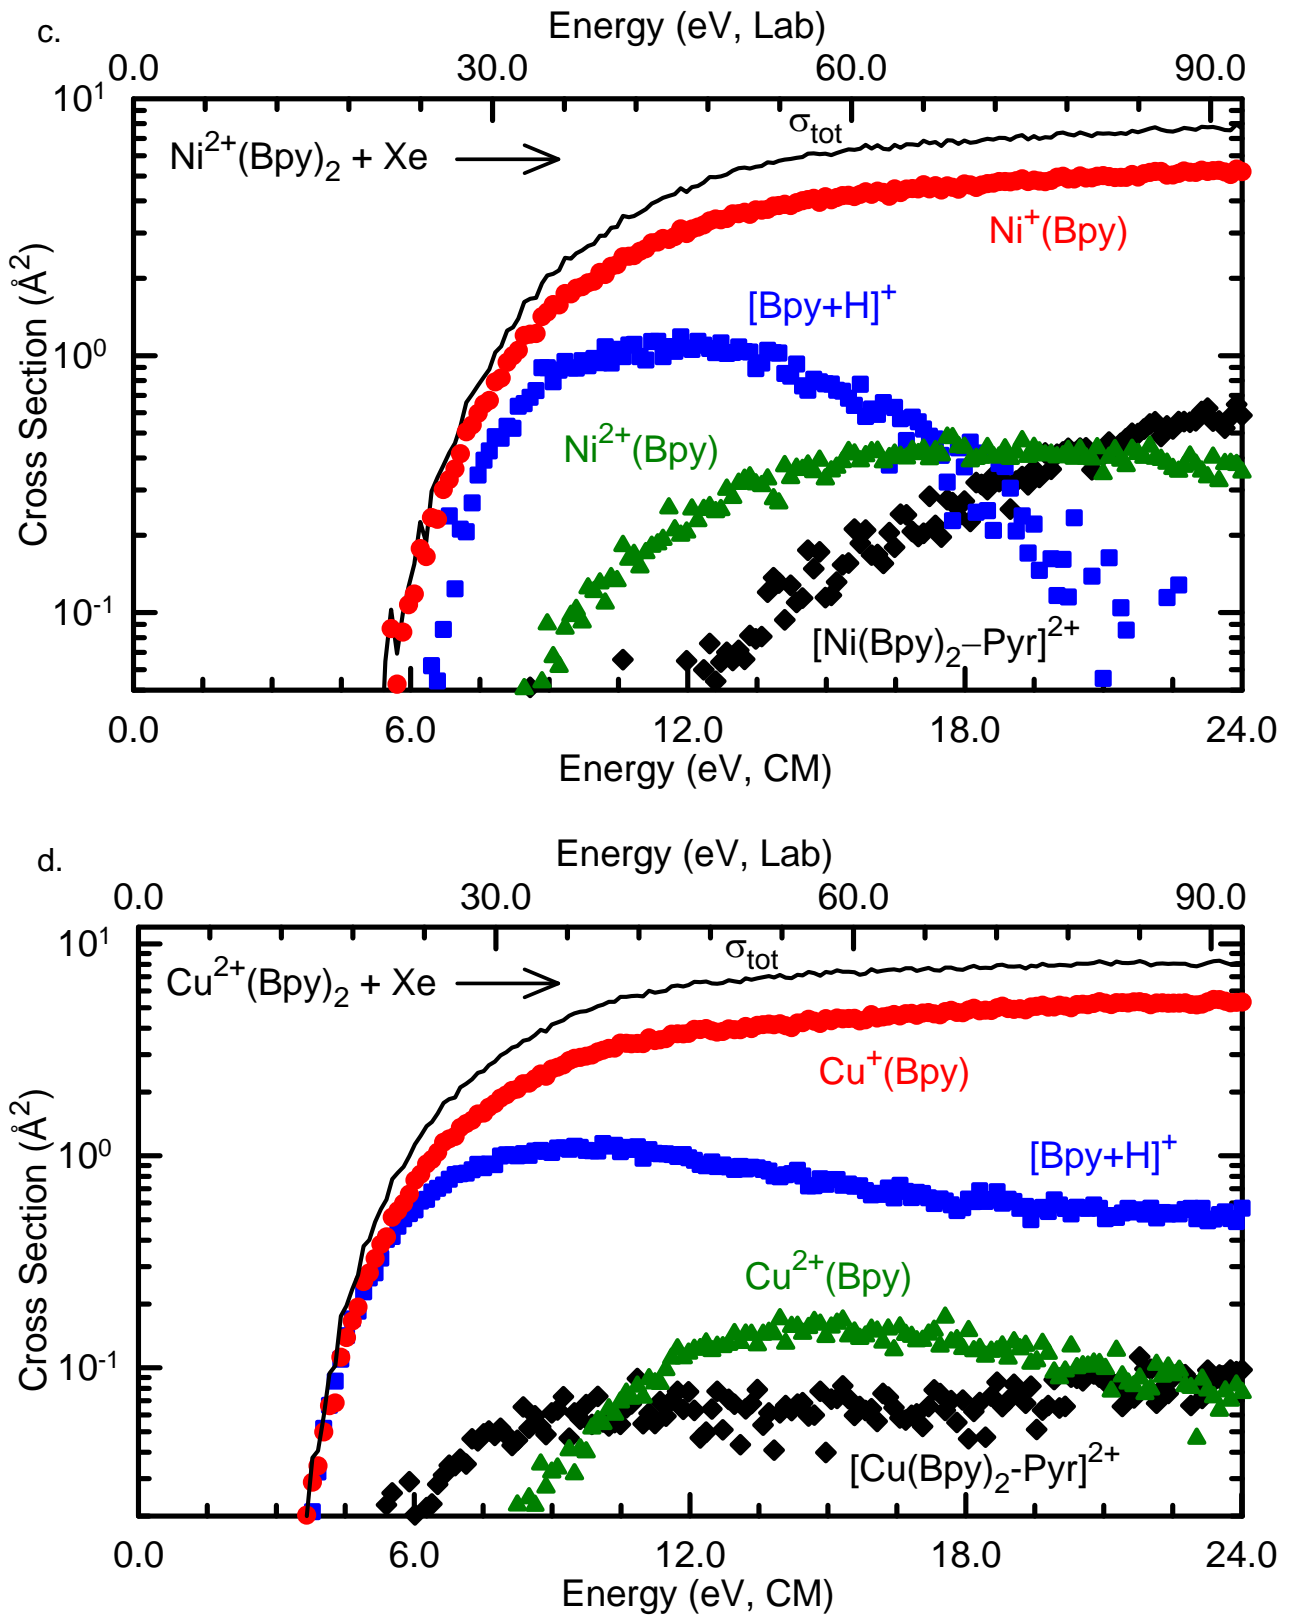 c.
Energy (eV, Lab)
0.0 30.0 60.0 90.0
10¹
σtot
Ni²⁺(Bpy)₂ + Xe
Ni⁺(Bpy)
[Bpy+H]⁺
10⁰
Cross Section (Å²)
Ni²⁺(Bpy)
10⁻¹
[Ni(Bpy)₂–Pyr]²⁺
0.0 6.0 12.0 18.0 24.0
Energy (eV, CM)
d.
Energy (eV, Lab)
0.0 30.0 60.0 90.0
10¹
σtot
Cu²⁺(Bpy)₂ + Xe
Cu⁺(Bpy)
[Bpy+H]⁺
10⁰
Cross Section (Å²)
Cu²⁺(Bpy)
10⁻¹
[Cu(Bpy)₂-Pyr]²⁺
0.0 6.0 12.0 18.0 24.0
Energy (eV, CM)